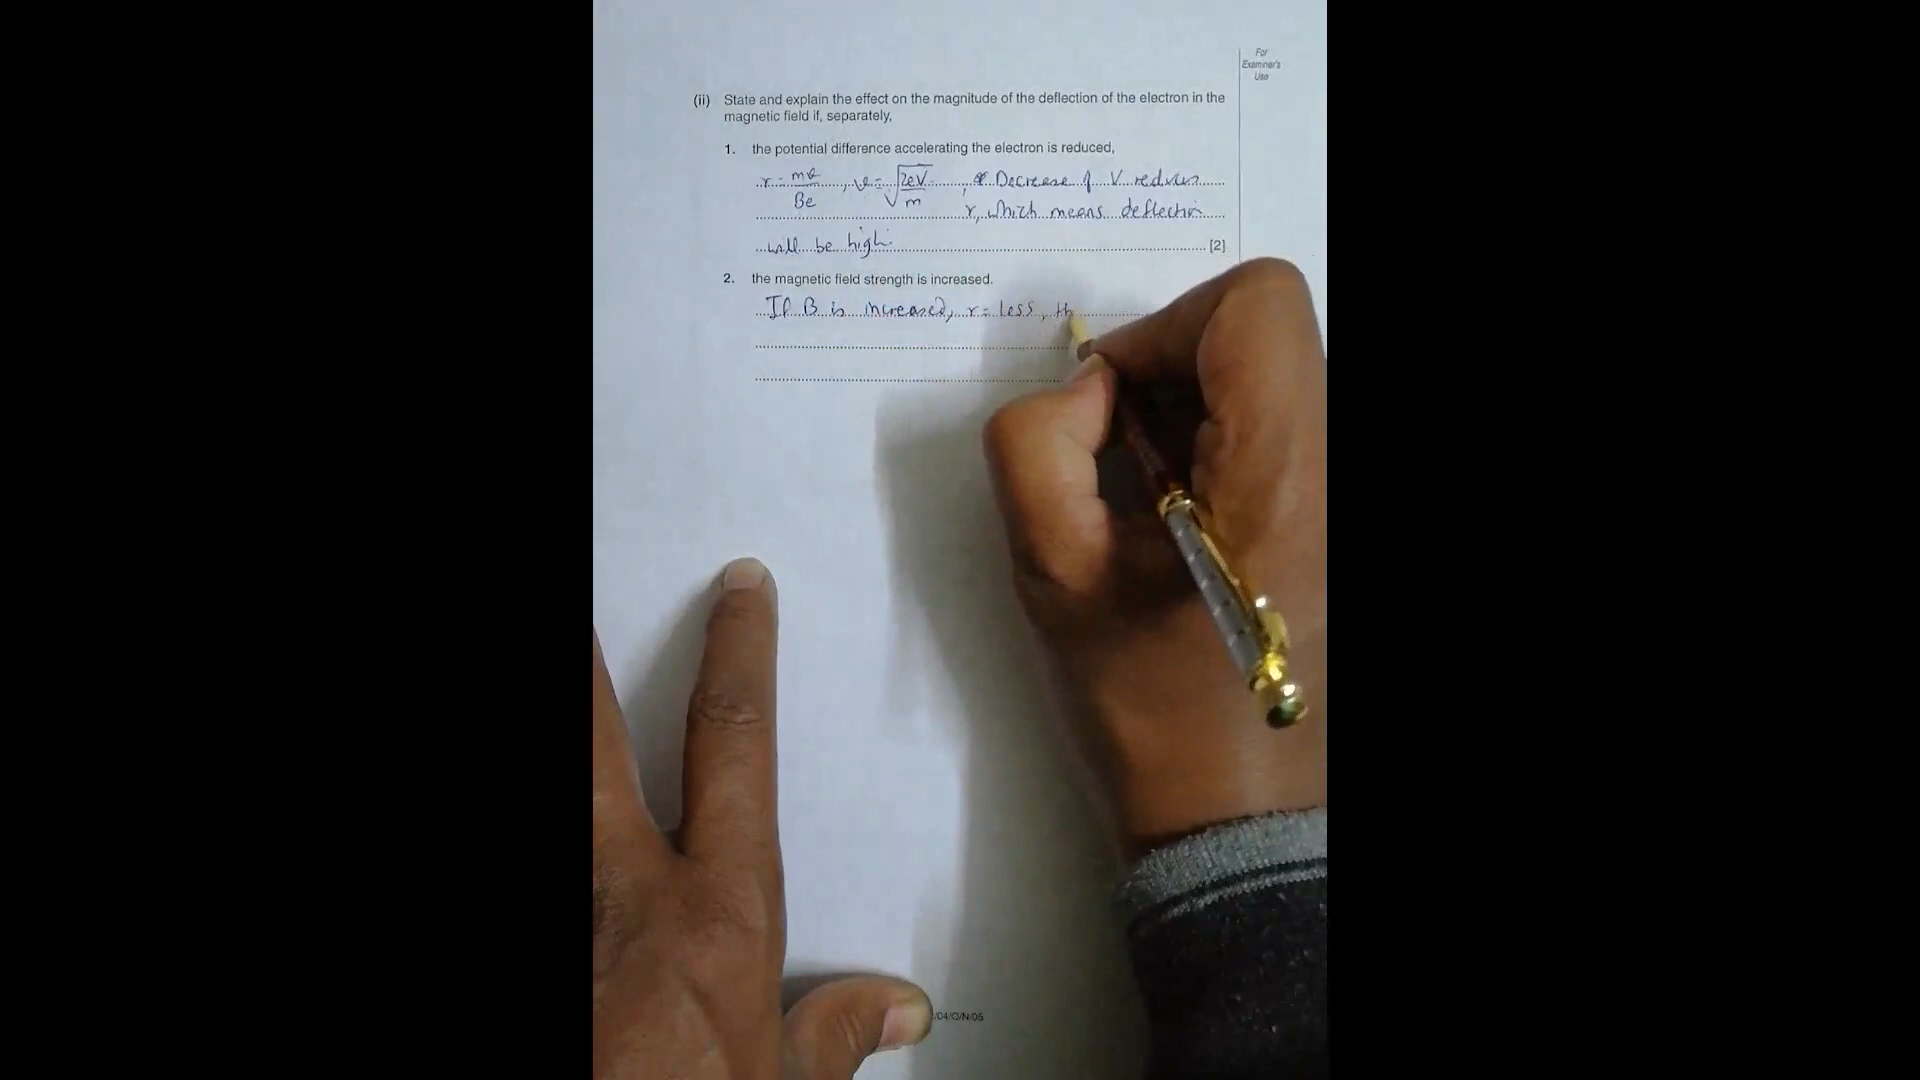 For
Examiner's
Use
(ii) State and explain the effect on the magnitude of the deflection of the electron in the
magnetic field if, separately,
1. the potential difference accelerating the electron is reduced,
r = mv/Be, v = √(2eV/m), Decrease of V reduces
r, which means deflection
will be high. [2]
2. the magnetic field strength is increased.
If B is increased, r = less, th
/04/O/N/05